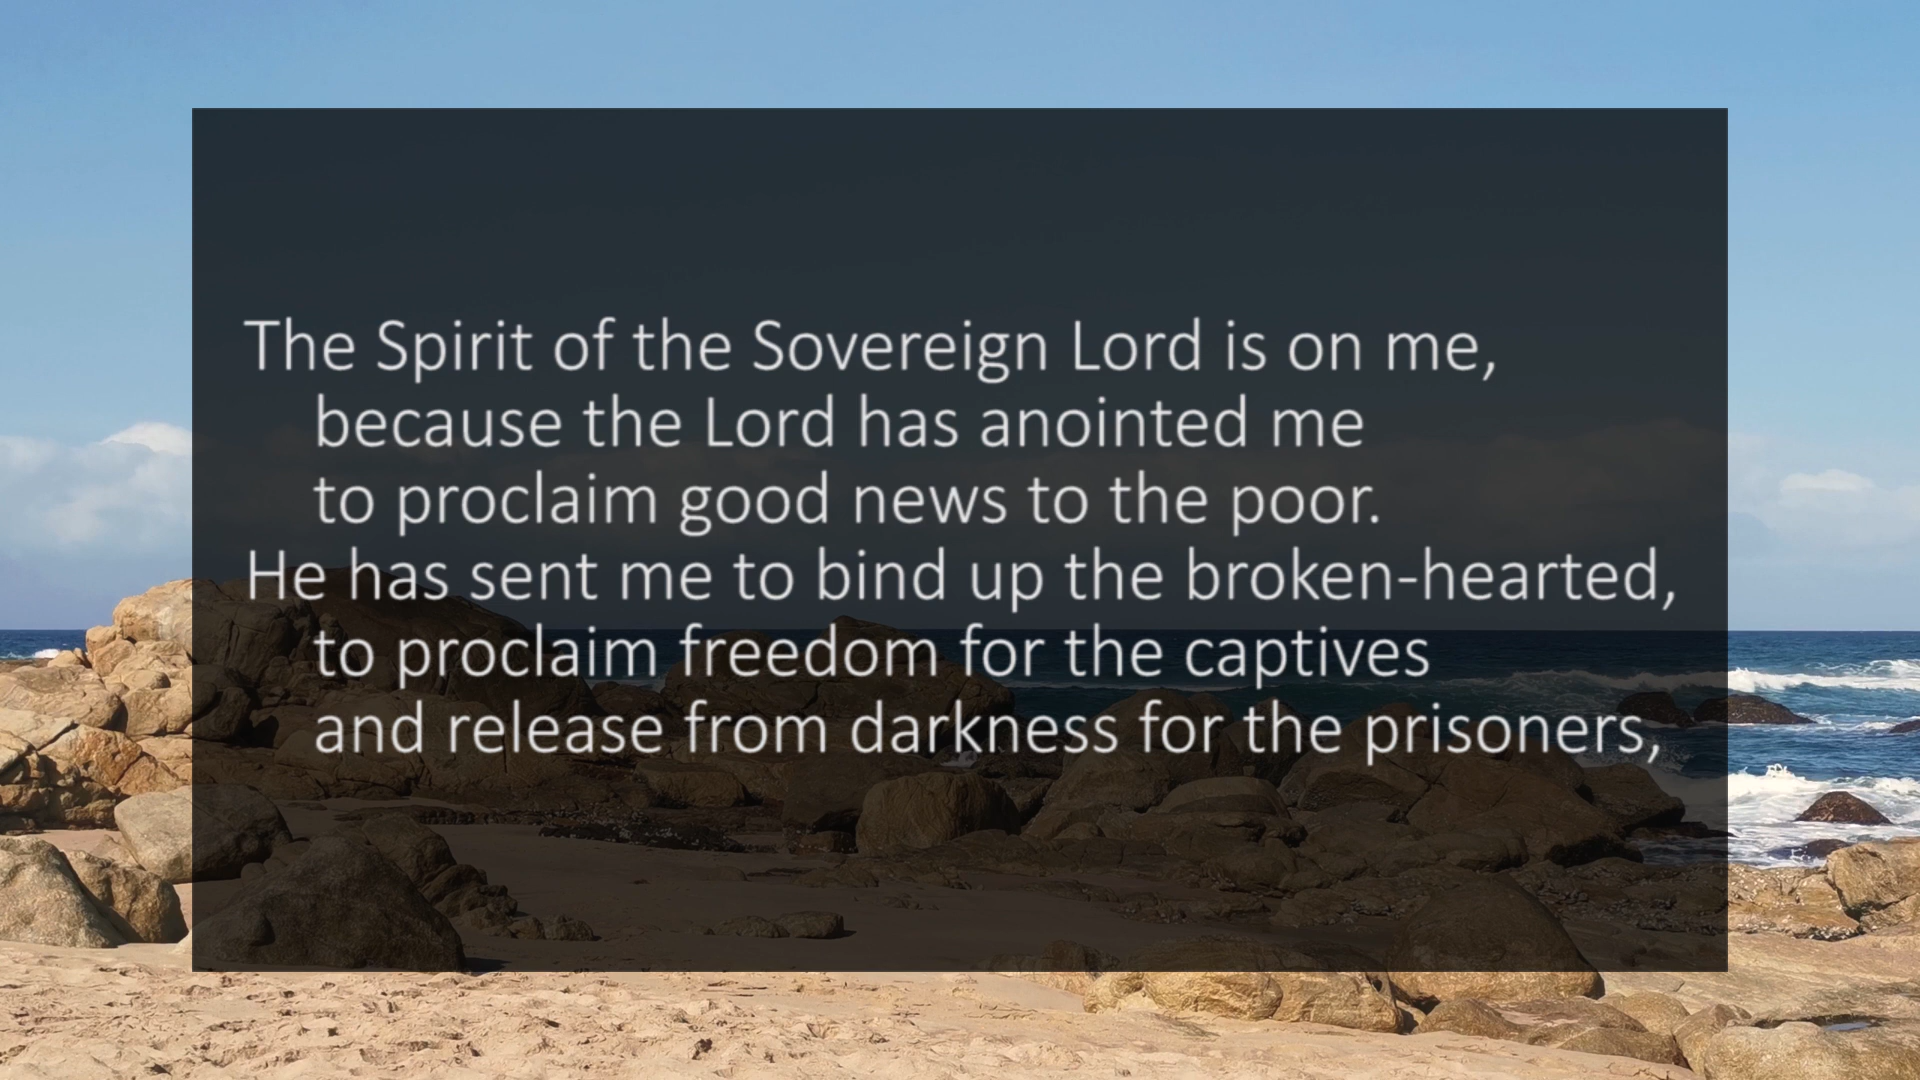 The Spirit of the Sovereign Lord is on me,
because the Lord has anointed me
to proclaim good news to the poor.
He has sent me to bind up the broken-hearted,
to proclaim freedom for the captives
and release from darkness for the prisoners,